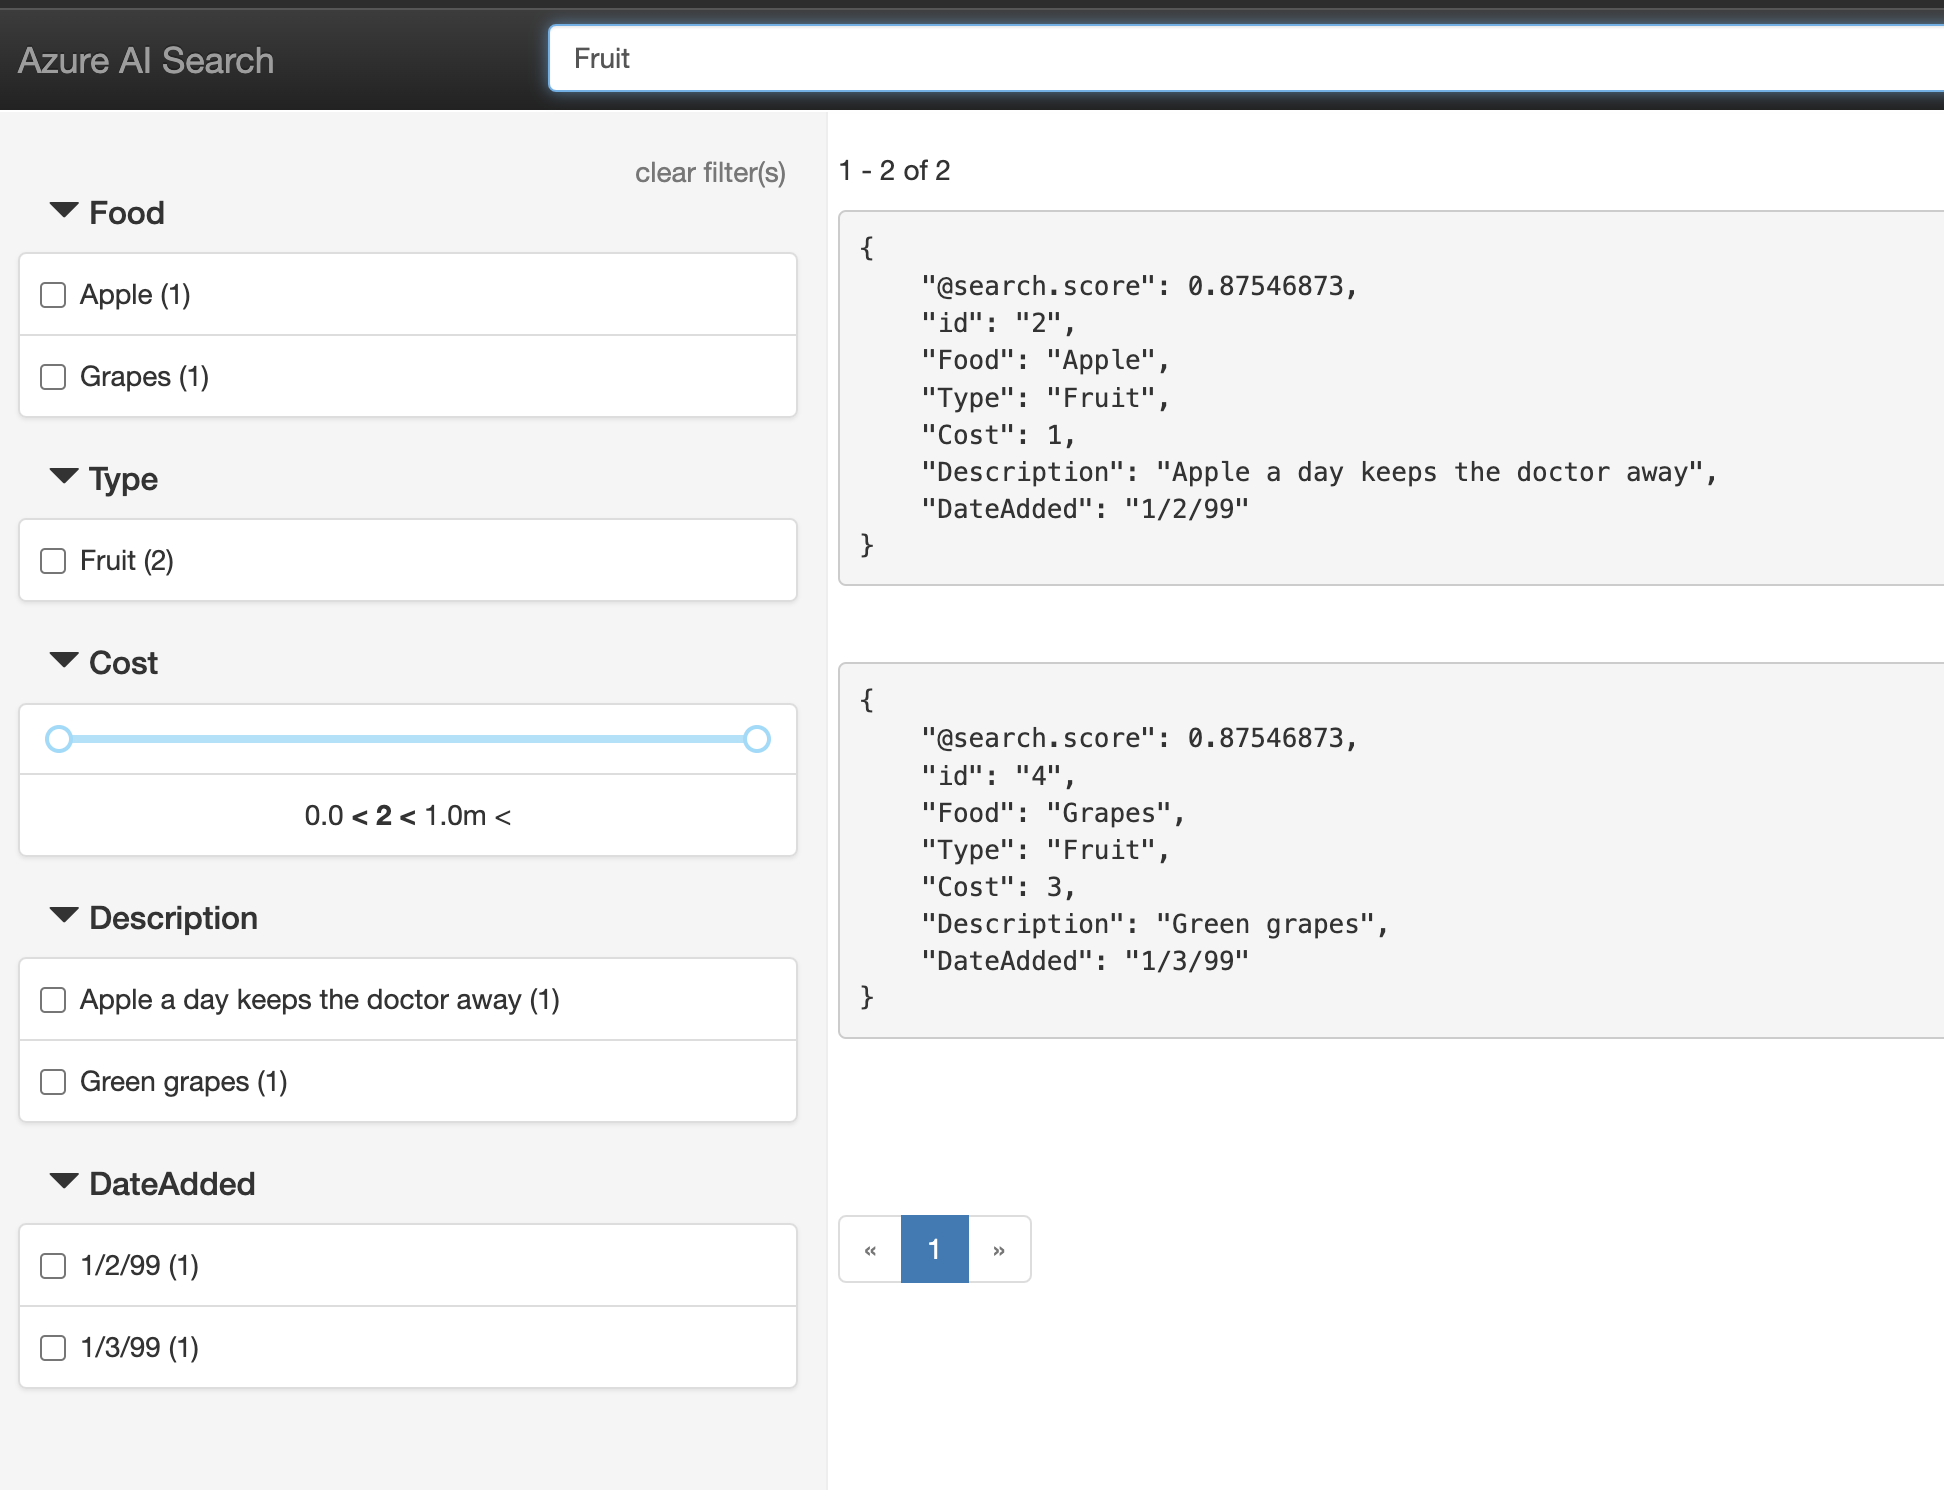 Azure AI Search
Fruit
clear filter(s)
Food
Apple (1)
Grapes (1)
Type
Fruit (2)
Cost
0.0 < 2 < 1.0m <
Description
Apple a day keeps the doctor away (1)
Green grapes (1)
DateAdded
1/2/99 (1)
1/3/99 (1)
1 - 2 of 2
{
    "@search.score": 0.87546873,
    "id": "2",
    "Food": "Apple",
    "Type": "Fruit",
    "Cost": 1,
    "Description": "Apple a day keeps the doctor away",
    "DateAdded": "1/2/99"
}
{
    "@search.score": 0.87546873,
    "id": "4",
    "Food": "Grapes",
    "Type": "Fruit",
    "Cost": 3,
    "Description": "Green grapes",
    "DateAdded": "1/3/99"
}
« 1 »